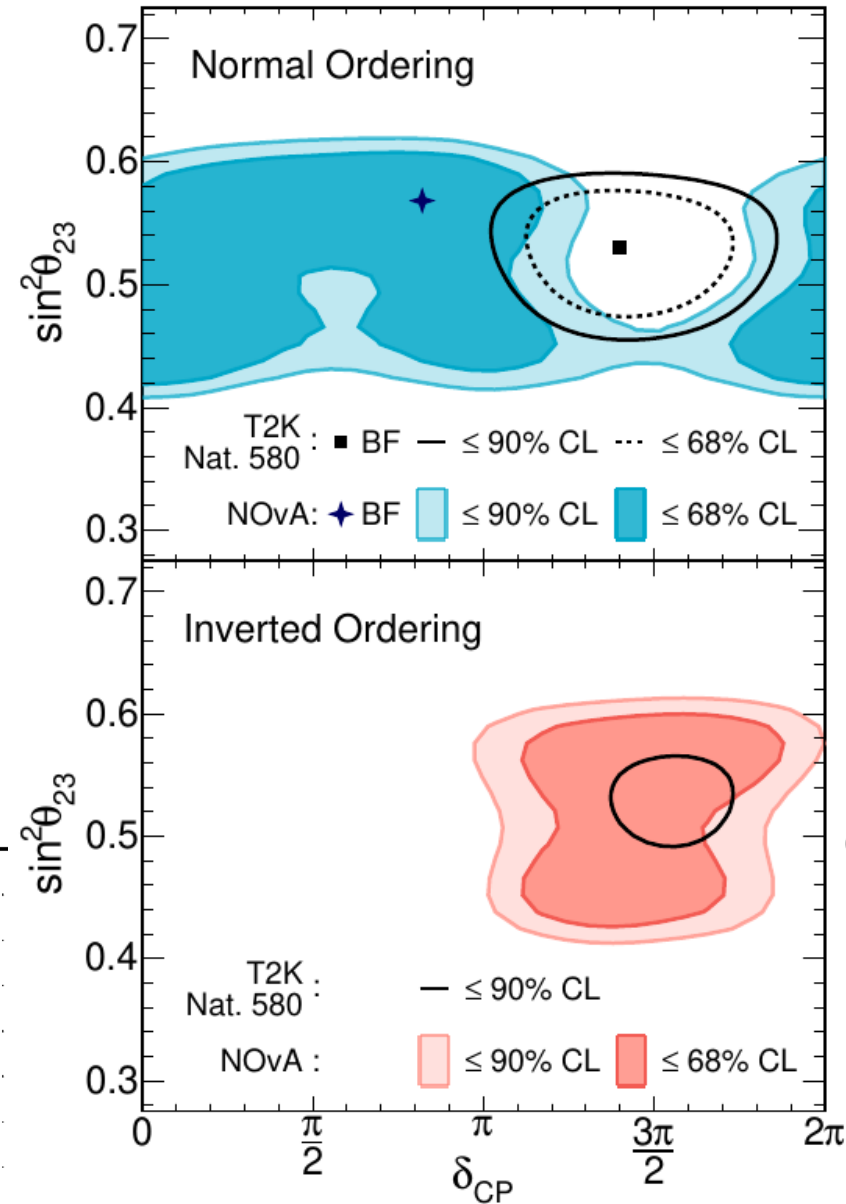 0.7
Normal Ordering
0.6
0.5
sin²θ₂₃
0.4
T2K
Nat. 580 : BF ≤ 90% CL ≤ 68% CL
NOvA: BF ≤ 90% CL ≤ 68% CL
0.3
0.7
Inverted Ordering
0.6
0.5
sin²θ₂₃
0.4
T2K
Nat. 580 : ≤ 90% CL
NOvA : ≤ 90% CL ≤ 68% CL
0.3
0 π/2 π 3π/2 2π
δCP